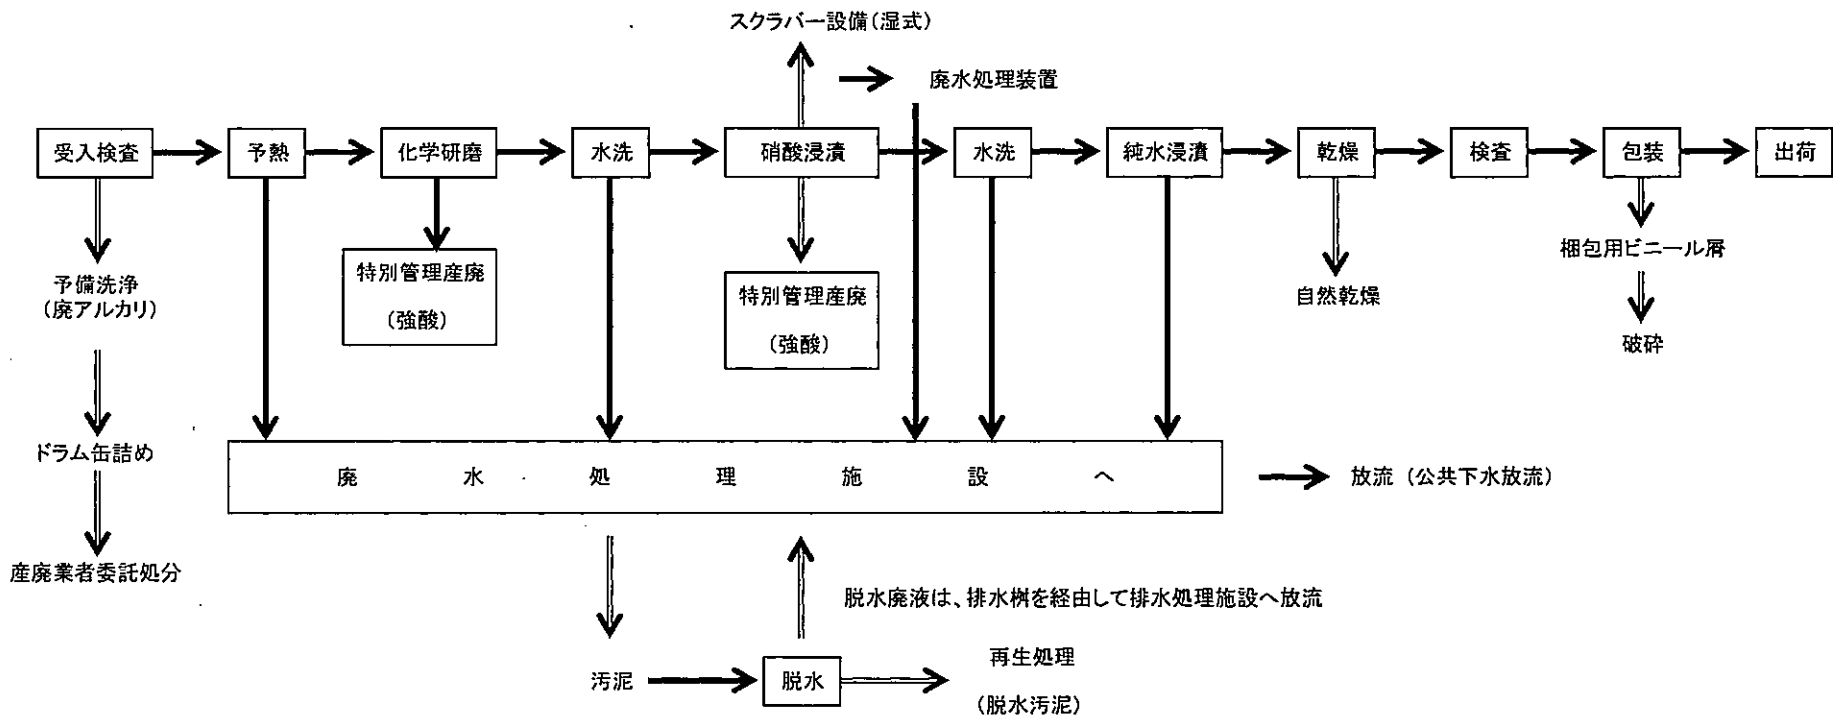 スクラバー設備(湿式)
廃水処理装置
受入検査
予熱
化学研磨
水洗
硝酸浸漬
水洗
純水浸漬
乾燥
検査
包装
出荷
特別管理産廃
(強酸)
特別管理産廃
(強酸)
予備洗浄
(廃アルカリ)
自然乾燥
梱包用ビニール屑
破砕
ドラム缶詰め
廃水処理施設へ
放流 (公共下水放流)
産廃業者委託処分
脱水廃液は、排水桝を経由して排水処理施設へ放流
汚泥
脱水
再生処理
(脱水汚泥)